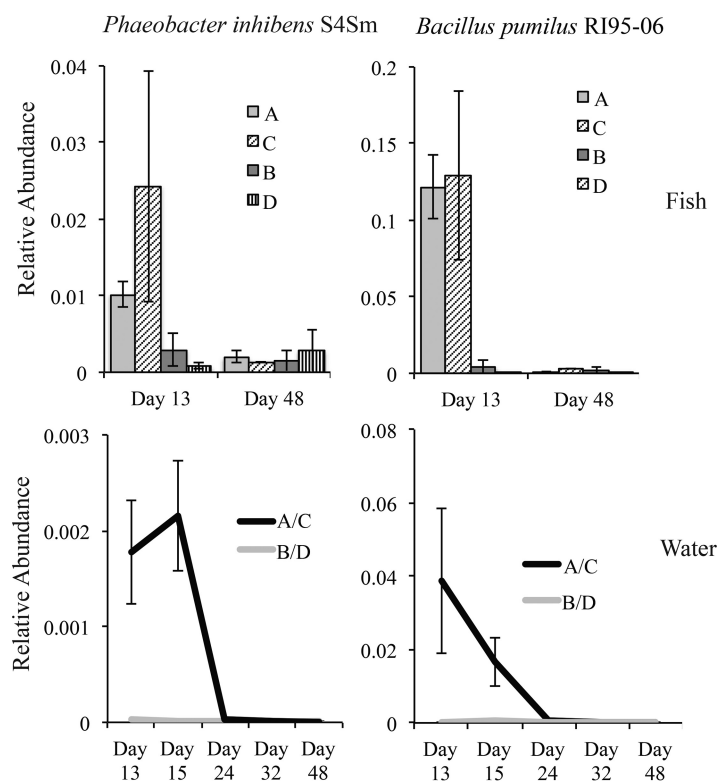 Phaeobacter inhibens S4Sm
Bacillus pumilus RI95-06
Relative Abundance
0.04
0.03
0.02
0.01
0
A
C
B
D
Day 13
Day 48
0.2
0.15
0.1
0.05
0
A
C
B
D
Day 13
Day 48
Fish
Relative Abundance
0.003
0.002
0.001
0
A/C
B/D
Day
13
Day
15
Day
24
Day
32
Day
48
0.08
0.06
0.04
0.02
0
A/C
B/D
Day
13
Day
15
Day
24
Day
32
Day
48
Water